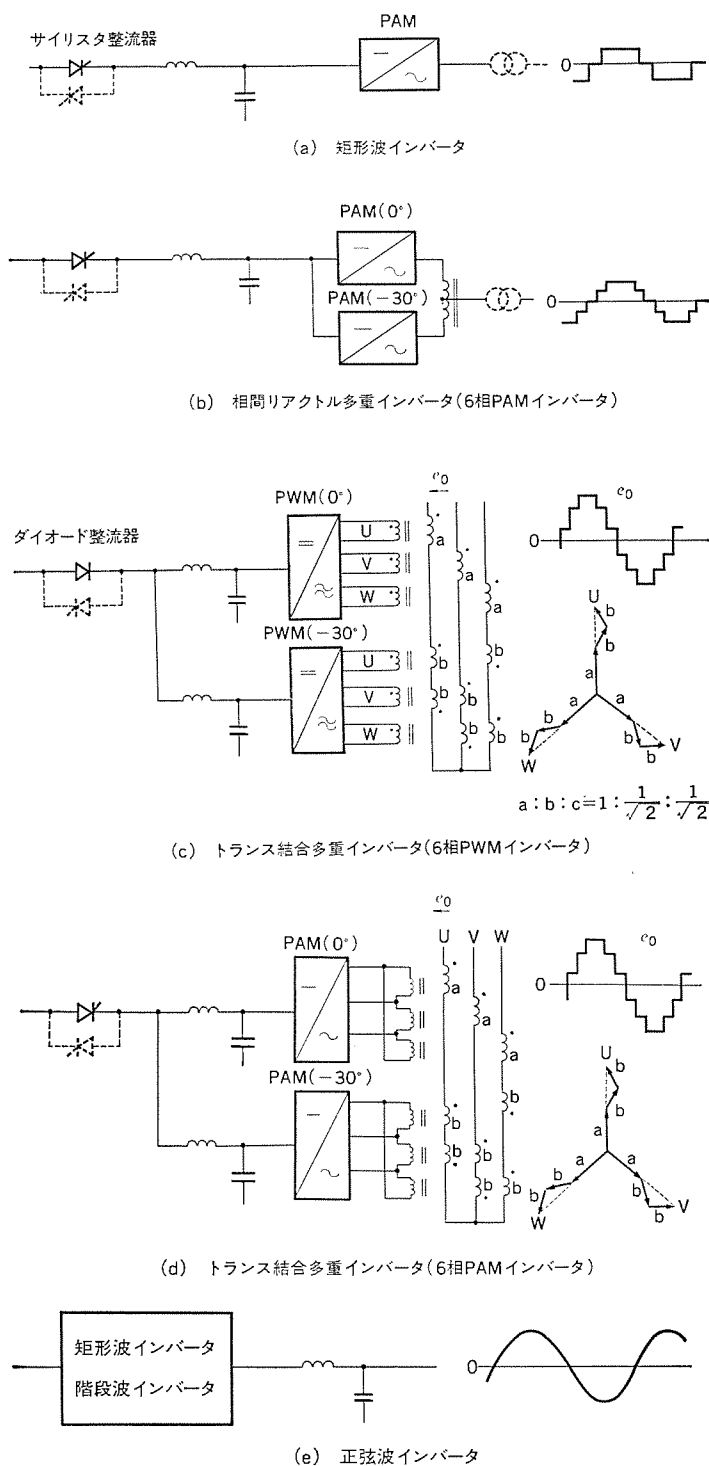 サイリスタ整流器
PAM
0
(a) 矩形波インバータ
PAM(0°)
PAM(−30°)
0
(b) 相間リアクトル多重インバータ(6相PAMインバータ)
ダイオード整流器
PWM(0°)
U
V
W
PWM(−30°)
U
V
W
e₀
a
a
a
b
b
b
b
b
b
e₀
0
U
b
b
a
a
a
b
b
W
b
b
V
a : b : c=1 : 1/√2 : 1/√2
(c) トランス結合多重インバータ(6相PWMインバータ)
PAM(0°)
PAM(−30°)
e₀
U V W
a
a
a
b
b
b
b
b
b
e₀
0
U
b
b
a
a
a
b
b
W
b
b
V
(d) トランス結合多重インバータ(6相PAMインバータ)
矩形波インバータ
階段波インバータ
0
(e) 正弦波インバータ